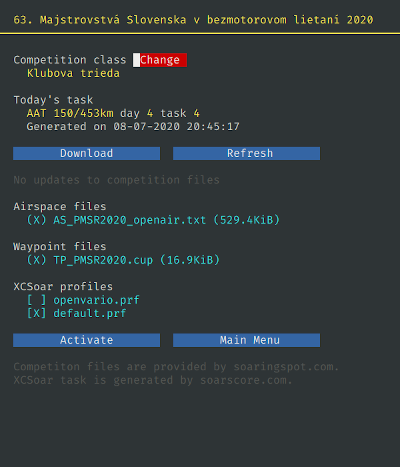 63. Majstrovstvá Slovenska v bezmotorovom lietaní 2020
Competition class Change
Klubova trieda
Today's task
AAT 150/453km day 4 task 4
Generated on 08-07-2020 20:45:17
Download Refresh
No updates to competition files
Airspace files
(X) AS_PMSR2020_openair.txt (529.4KiB)
Waypoint files
(X) TP_PMSR2020.cup (16.9KiB)
XCSoar profiles
[ ] openvario.prf
[X] default.prf
Activate Main Menu
Competiton files are provided by soaringspot.com.
XCSoar task is generated by soarscore.com.